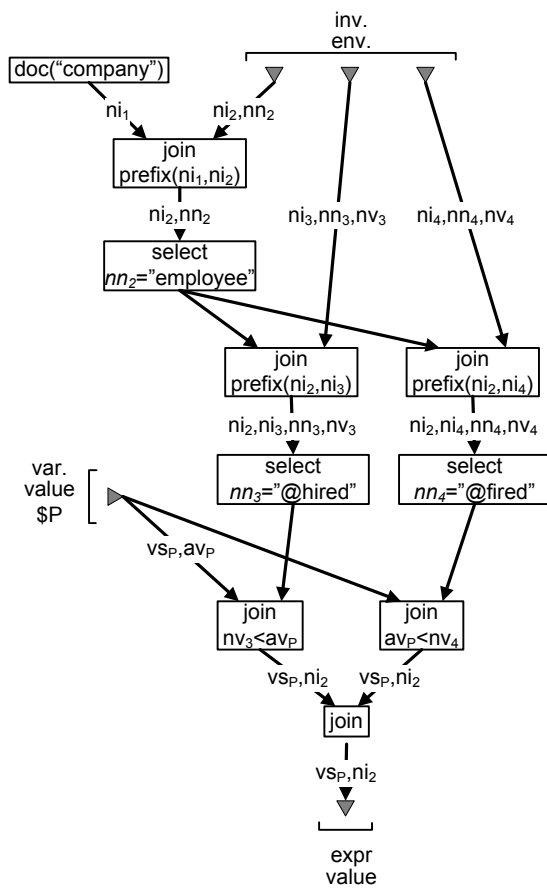 inv.
env.
doc(“company”)
ni₁
ni₂,nn₂
join
prefix(ni₁,ni₂)
ni₂,nn₂
ni₃,nn₃,nv₃
ni₄,nn₄,nv₄
select
nn₂=”employee”
join
prefix(ni₂,ni₃)
join
prefix(ni₂,ni₄)
ni₂,ni₃,nn₃,nv₃
ni₂,ni₄,nn₄,nv₄
var.
value
$P
select
nn₃=”@hired”
select
nn₄=”@fired”
vsP,avP
join
nv₃<avP
join
avP<nv₄
vsP,ni₂
vsP,ni₂
join
vsP,ni₂
expr
value